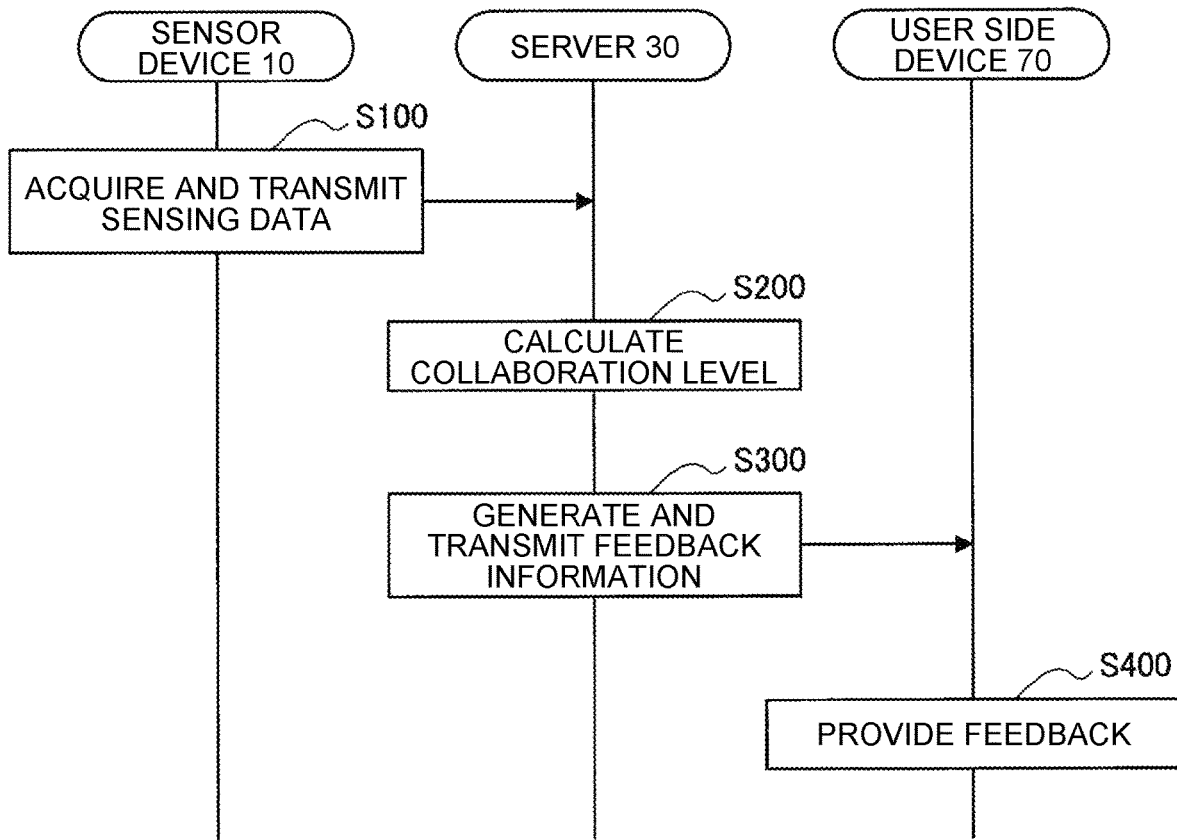 SENSOR
DEVICE 10
SERVER 30
USER SIDE
DEVICE 70
S100
ACQUIRE AND TRANSMIT
SENSING DATA
S200
CALCULATE
COLLABORATION LEVEL
S300
GENERATE AND
TRANSMIT FEEDBACK
INFORMATION
S400
PROVIDE FEEDBACK